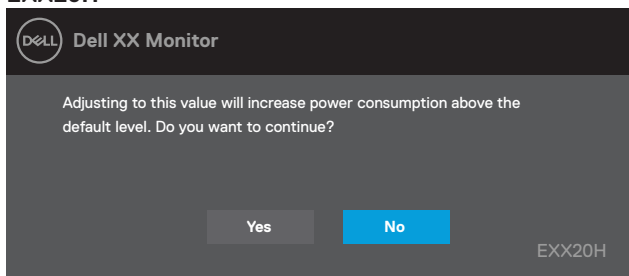 DELL
Dell XX Monitor
Adjusting to this value will increase power consumption above the
default level. Do you want to continue?
Yes No
EXX20H